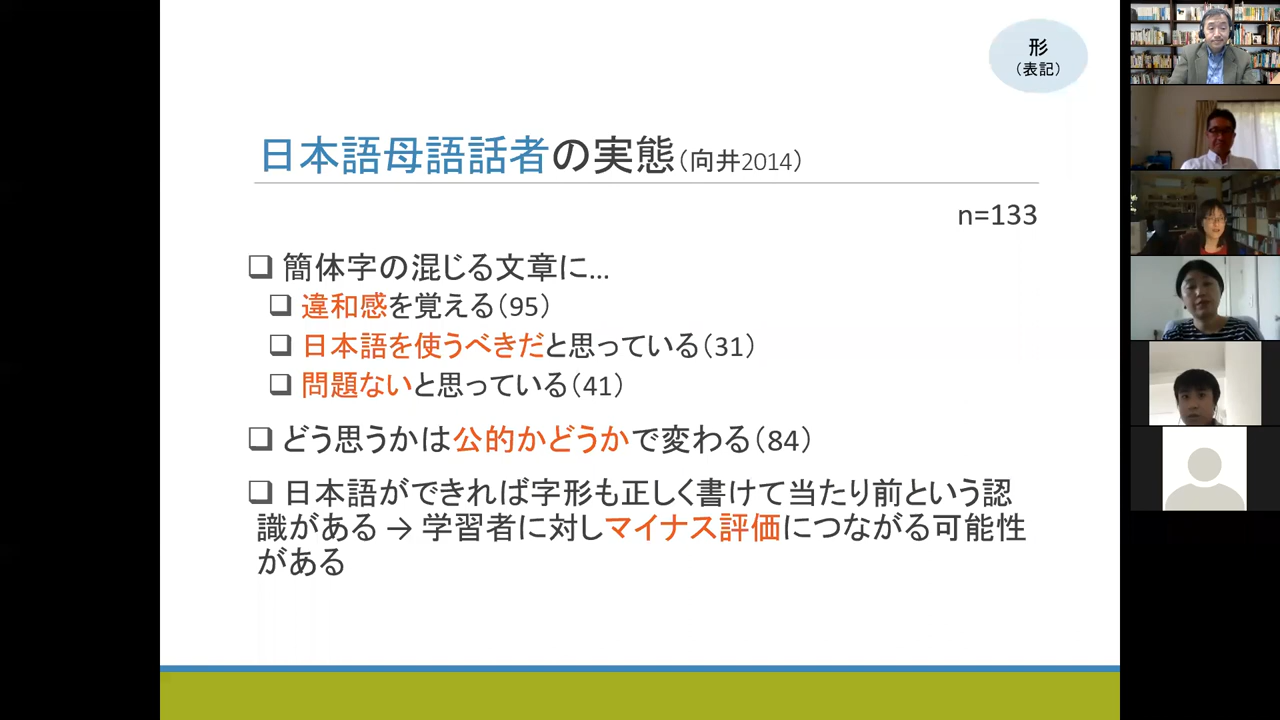 形
（表記）
日本語母語話者の実態（向井2014）
n=133
❑ 簡体字の混じる文章に…
❑ 違和感を覚える（95）
❑ 日本語を使うべきだと思っている（31）
❑ 問題ないと思っている（41）
❑ どう思うかは公的かどうかで変わる（84）
❑ 日本語ができれば字形も正しく書けて当たり前という認
識がある → 学習者に対しマイナス評価につながる可能性
がある